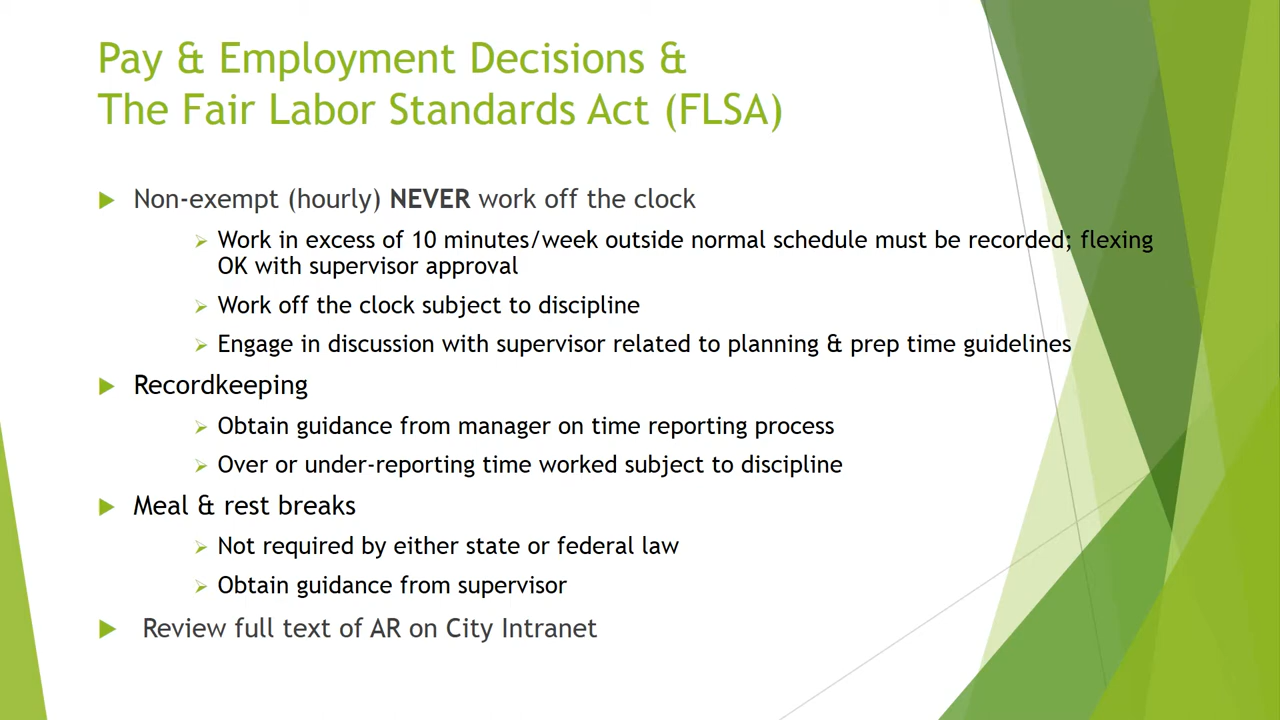 Pay & Employment Decisions &
The Fair Labor Standards Act (FLSA)
Non-exempt (hourly) NEVER work off the clock
Work in excess of 10 minutes/week outside normal schedule must be recorded; flexing
OK with supervisor approval
Work off the clock subject to discipline
Engage in discussion with supervisor related to planning & prep time guidelines
Recordkeeping
Obtain guidance from manager on time reporting process
Over or under-reporting time worked subject to discipline
Meal & rest breaks
Not required by either state or federal law
Obtain guidance from supervisor
Review full text of AR on City Intranet